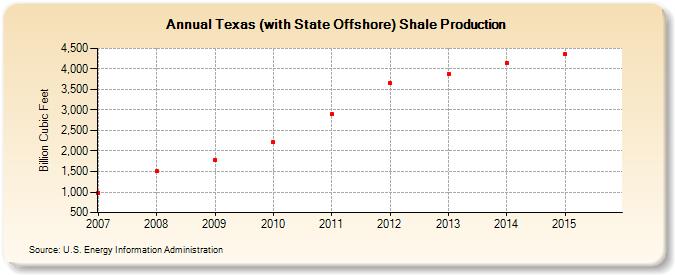 Annual Texas (with State Offshore) Shale Production
Billion Cubic Feet
4,500
4,000
3,500
3,000
2,500
2,000
1,500
1,000
500
2007 2008 2009 2010 2011 2012 2013 2014 2015
Source: U.S. Energy Information Administration